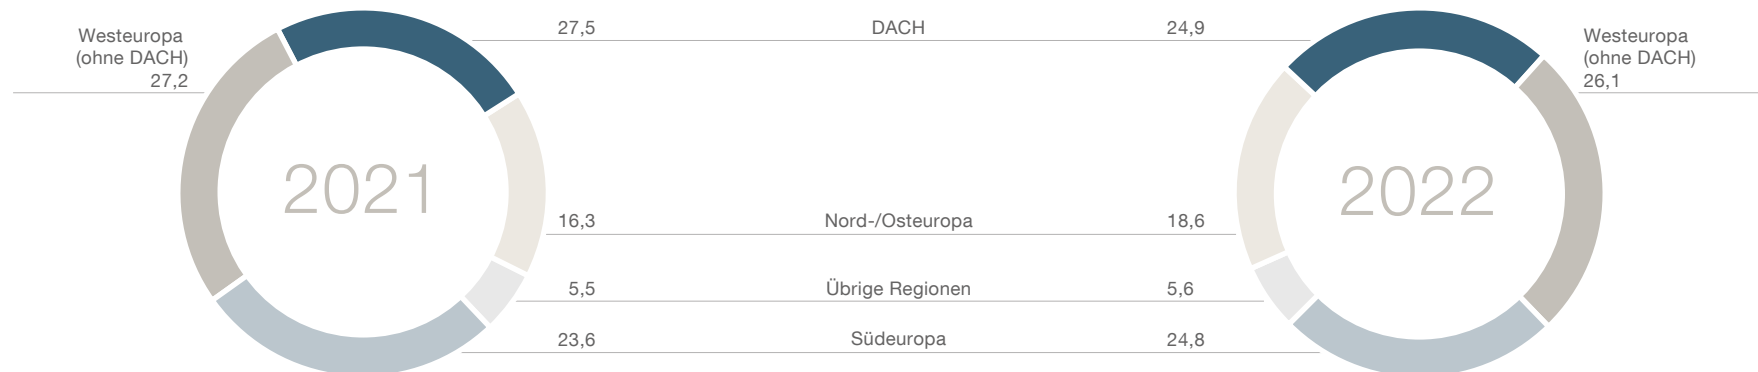 Westeuropa
(ohne DACH)
27,2
2021
27,5 DACH 24,9
16,3 Nord-/Osteuropa 18,6
5,5 Übrige Regionen 5,6
23,6 Südeuropa 24,8
2022
Westeuropa
(ohne DACH)
26,1